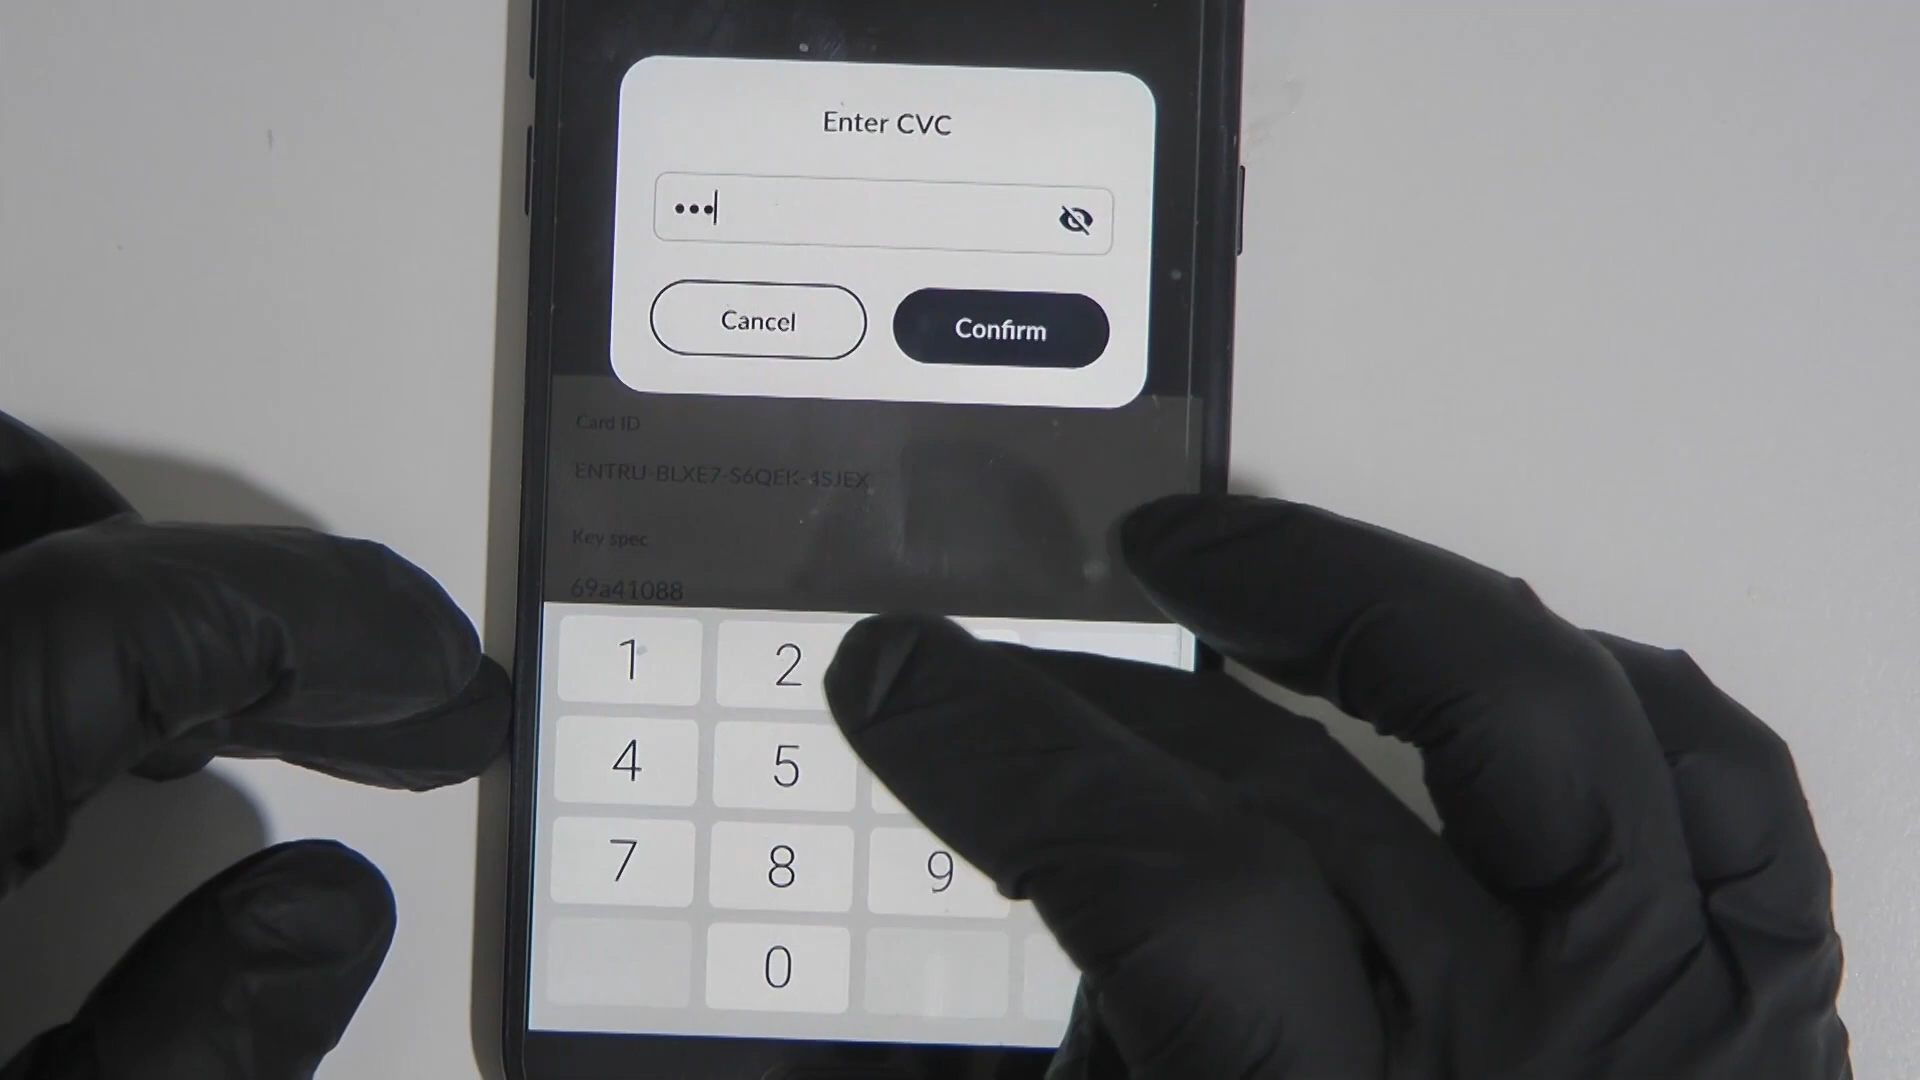 Enter CVC
•••
Cancel
Confirm
Card ID
ENTRU-BLXE7-S6QEK-4SJEX
Key spec
69a41088
1 2
4 5
7 8 9
0